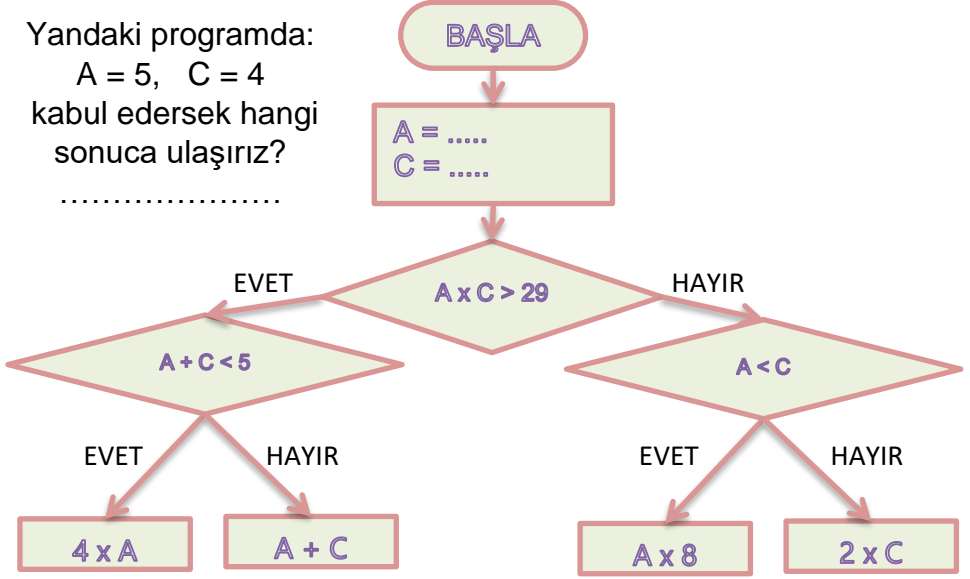 Yandaki programda:
A = 5, C = 4
kabul edersek hangi
sonuca ulaşırız?
.....................
BAŞLA
A = .....
C = .....
A x C > 29
EVET
HAYIR
A + C < 5
A < C
EVET
HAYIR
EVET
HAYIR
4 x A
A + C
A x 8
2 x C